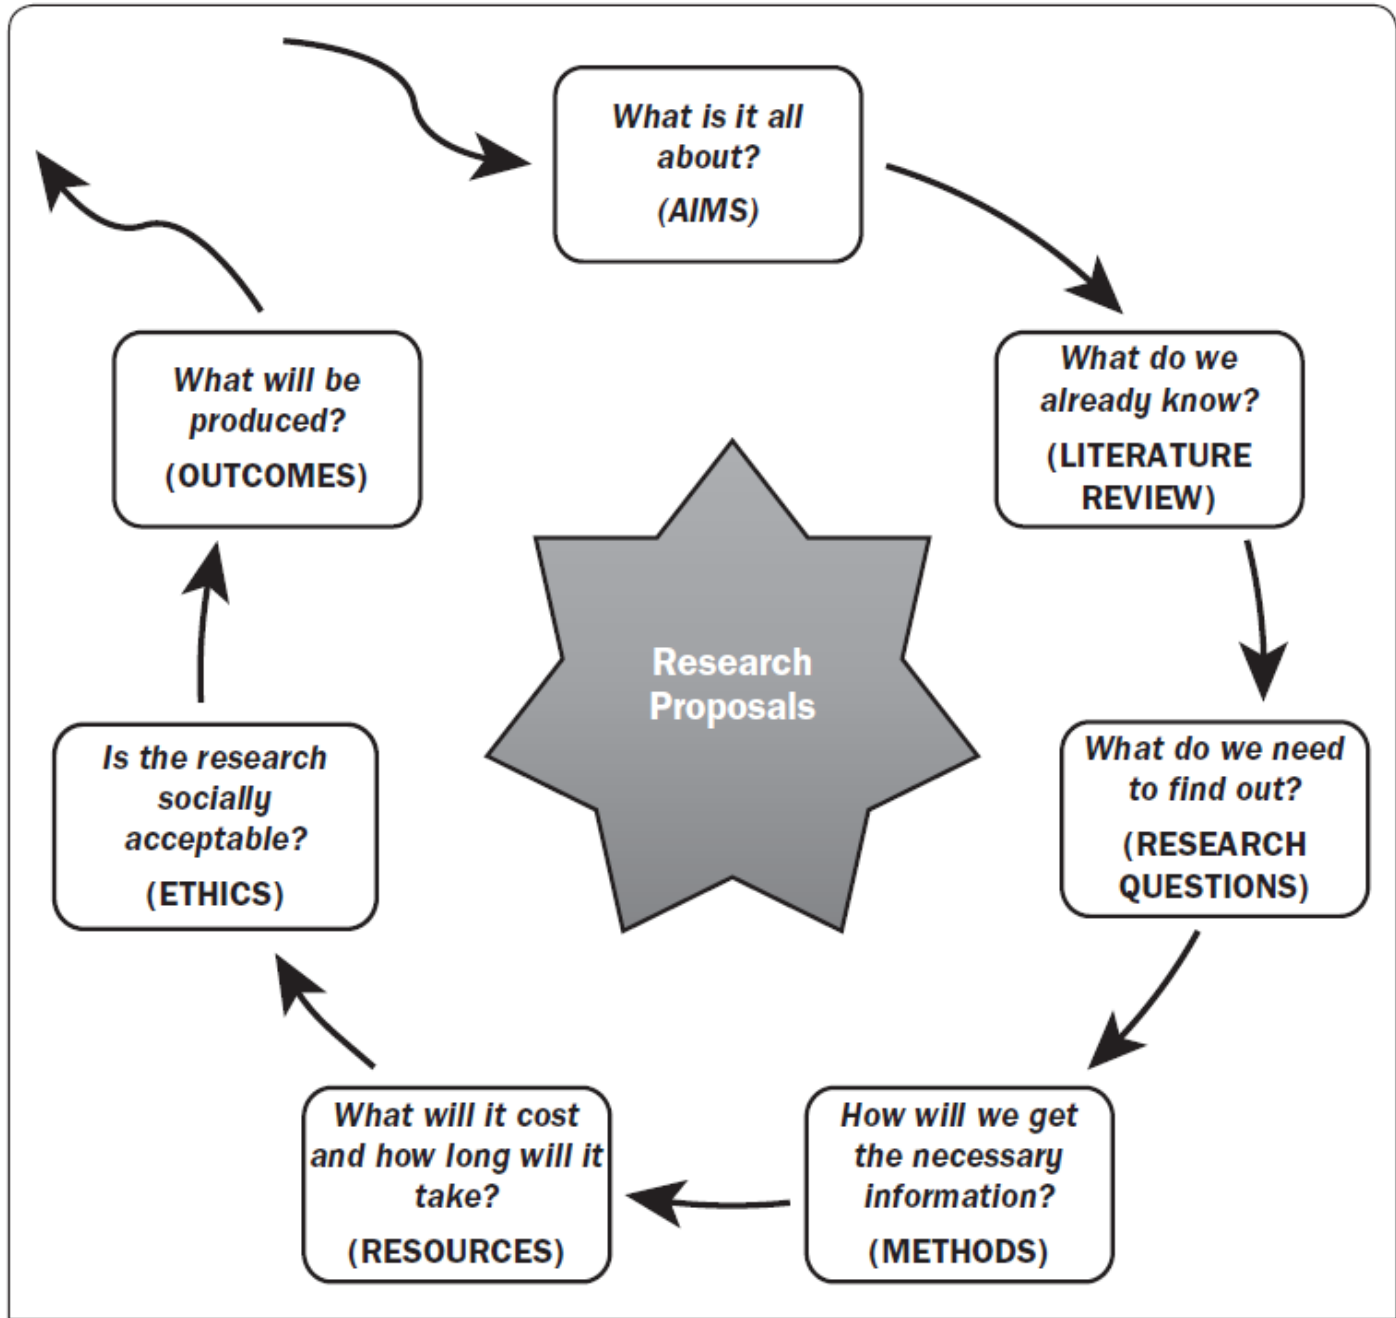 What is it all
about?
(AIMS)
What do we
already know?
(LITERATURE
REVIEW)
What do we need
to find out?
(RESEARCH
QUESTIONS)
How will we get
the necessary
information?
(METHODS)
What will it cost
and how long will it
take?
(RESOURCES)
Is the research
socially
acceptable?
(ETHICS)
What will be
produced?
(OUTCOMES)
Research
Proposals